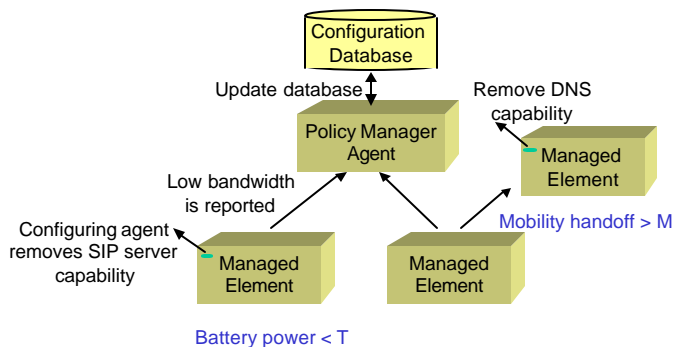 Configuration
Database
Update database
Remove DNS
capability
Policy Manager
Agent
Managed
Element
Low bandwidth
is reported
Mobility handoff > M
Configuring agent
removes SIP server
capability
Managed
Element
Managed
Element
Battery power < T